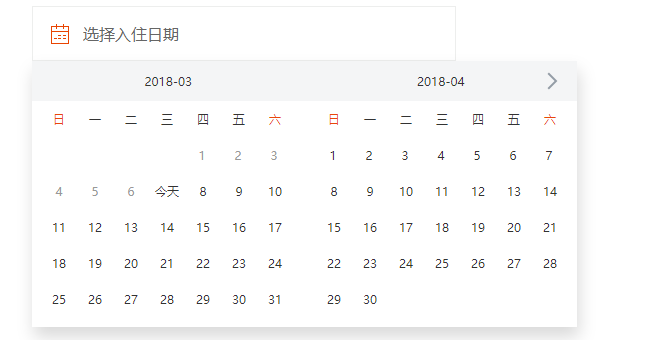 选择入住日期
2018-03 2018-04
日 一 二 三 四 五 六 日 一 二 三 四 五 六
1 2 3 1 2 3 4 5 6 7
4 5 6 今天 8 9 10 8 9 10 11 12 13 14
11 12 13 14 15 16 17 15 16 17 18 19 20 21
18 19 20 21 22 23 24 22 23 24 25 26 27 28
25 26 27 28 29 30 31 29 30